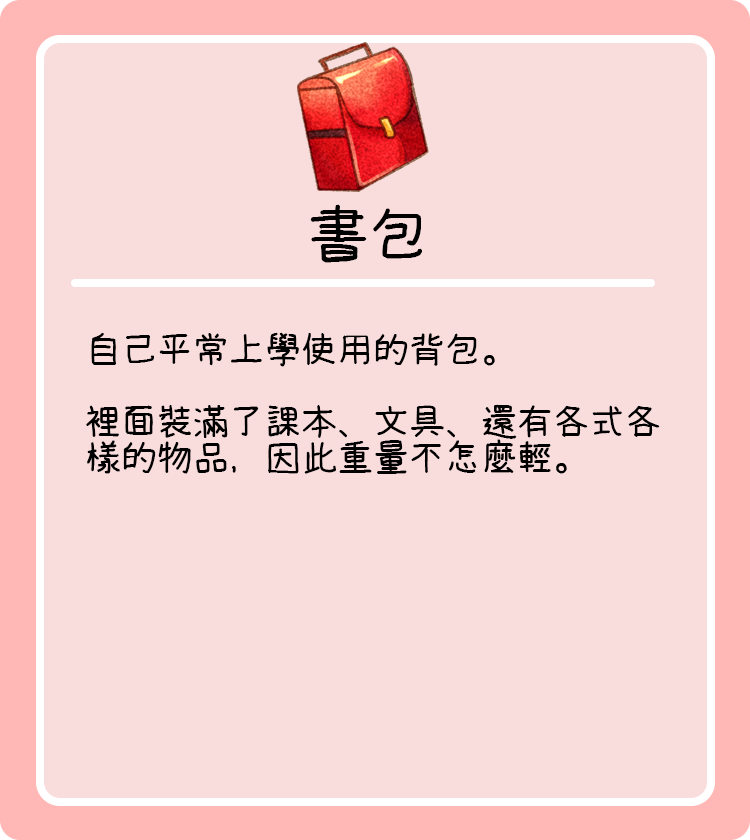 書包
自己平常上學使用的背包。
裡面裝滿了課本、文具、還有各式各
樣的物品，因此重量不怎麼輕。